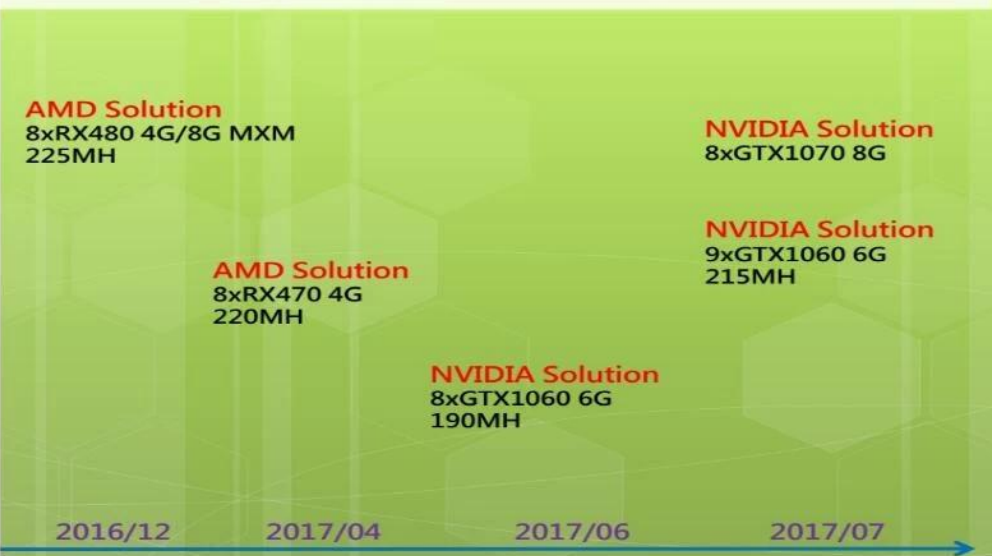 AMD Solution
8xRX480 4G/8G MXM
225MH
NVIDIA Solution
8xGTX1070 8G
NVIDIA Solution
9xGTX1060 6G
215MH
AMD Solution
8xRX470 4G
220MH
NVIDIA Solution
8xGTX1060 6G
190MH
2016/12 2017/04 2017/06 2017/07